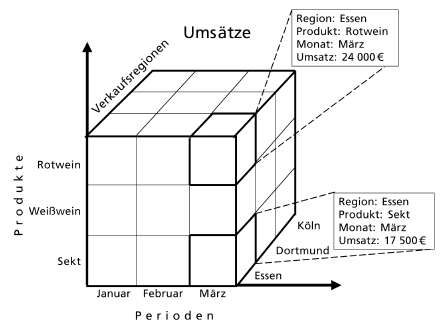 Umsätze
Region: Essen
Produkt: Rotwein
Monat: März
Umsatz: 24 000 €
Verkaufsregionen
Produkte
Rotwein
Weißwein
Sekt
Region: Essen
Produkt: Sekt
Monat: März
Umsatz: 17 500 €
Köln
Dortmund
Essen
Januar Februar März
Perioden